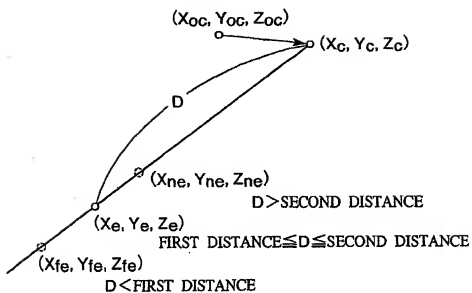 (Xoc, Yoc, Zoc)
(Xc, Yc, Zc)
D
(Xne, Yne, Zne)
D>SECOND DISTANCE
(Xe, Ye, Ze)
FIRST DISTANCE≦D≦SECOND DISTANCE
(Xfe, Yfe, Zfe)
D<FIRST DISTANCE